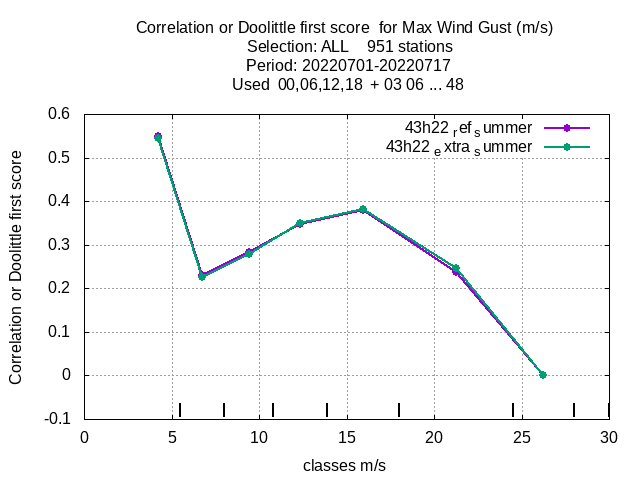 Correlation or Doolittle first score  for Max Wind Gust (m/s)
Selection: ALL    951 stations
Period: 20220701-20220717
Used  00,06,12,18  + 03 06 ... 48
0.6
43h22 ref summer
43h22 extra summer
0.5
0.4
0.3
0.2
0.1
0
-0.1
Correlation or Doolittle first score
0 5 10 15 20 25 30
classes m/s